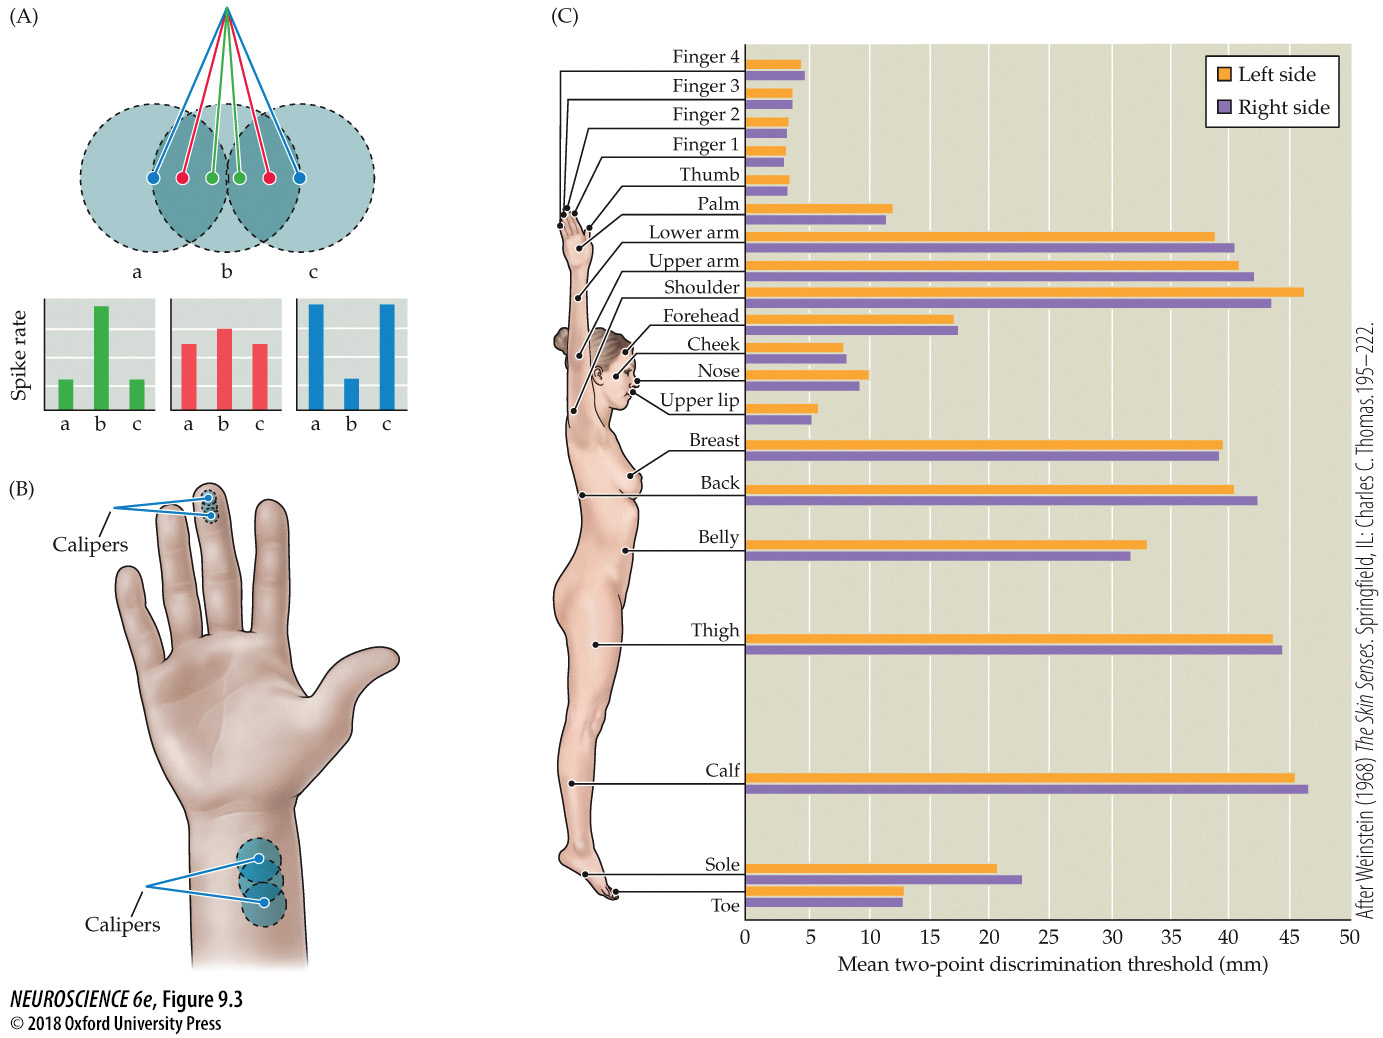 (A)
a
b
c
Spike rate
a
b
c
a
b
c
a
b
c
(B)
Calipers
Calipers
(C)
Finger 4
Finger 3
Finger 2
Finger 1
Thumb
Palm
Lower arm
Upper arm
Shoulder
Forehead
Cheek
Nose
Upper lip
Breast
Back
Belly
Thigh
Calf
Sole
Toe
Left side
Right side
0
5
10
15
20
25
30
35
40
45
50
Mean two-point discrimination threshold (mm)
After Weinstein (1968) The Skin Senses. Springfield, IL: Charles C. Thomas.195–222.
NEUROSCIENCE 6e, Figure 9.3
© 2018 Oxford University Press